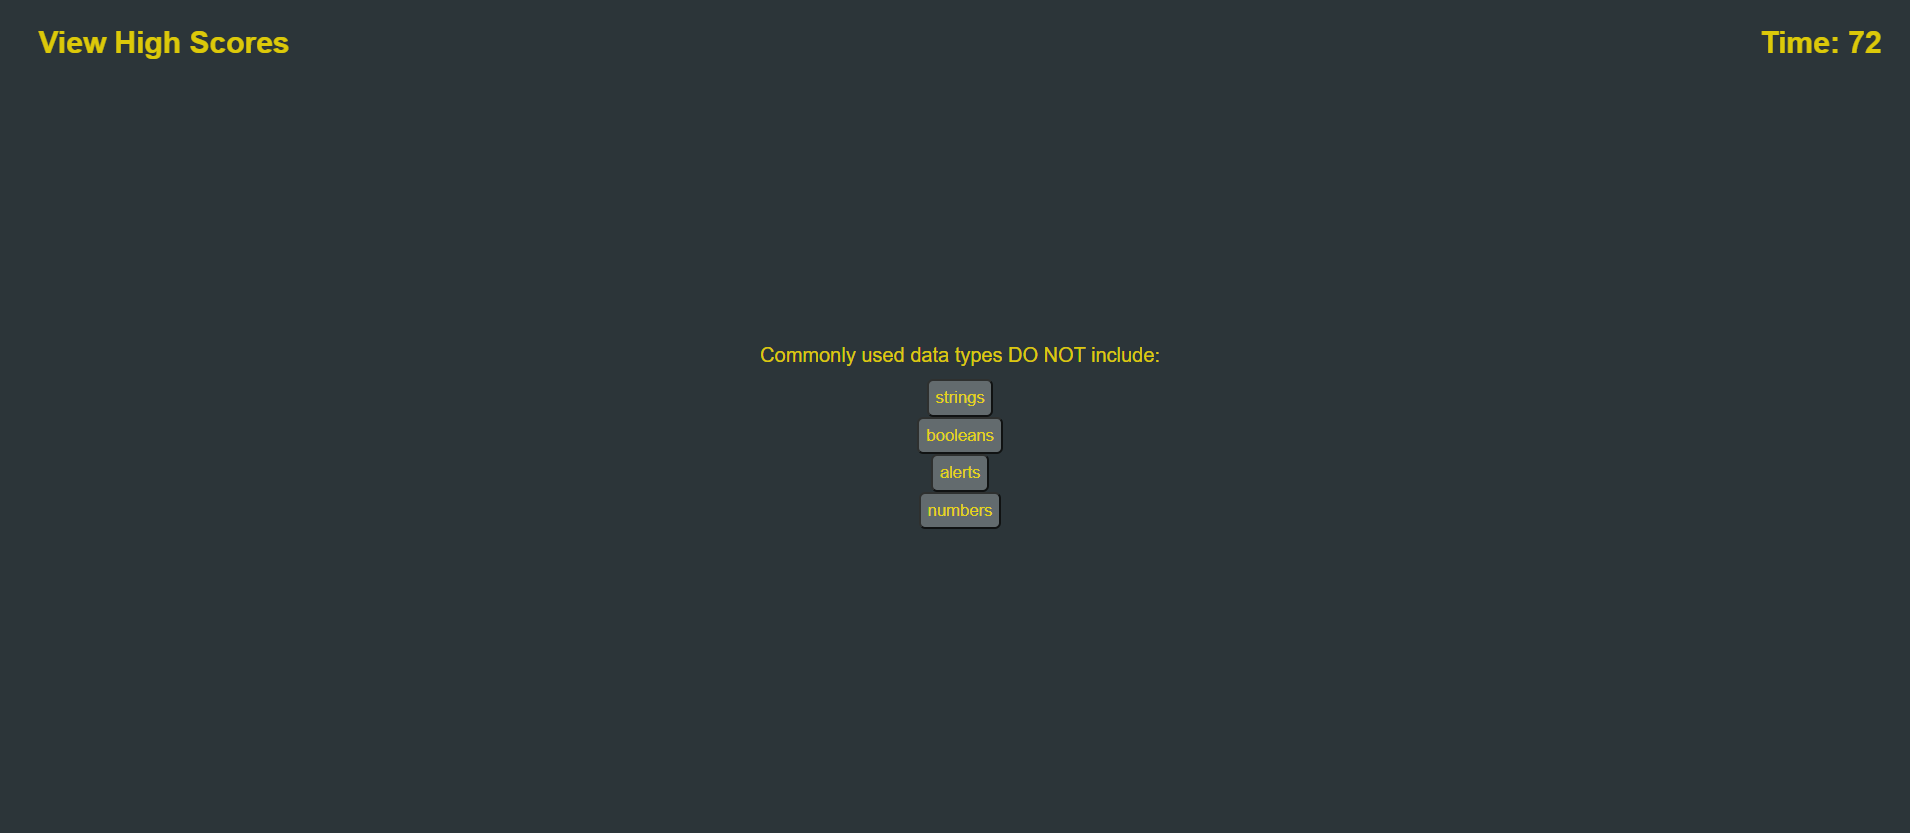 View High Scores
Time: 72
Commonly used data types DO NOT include:
strings
booleans
alerts
numbers